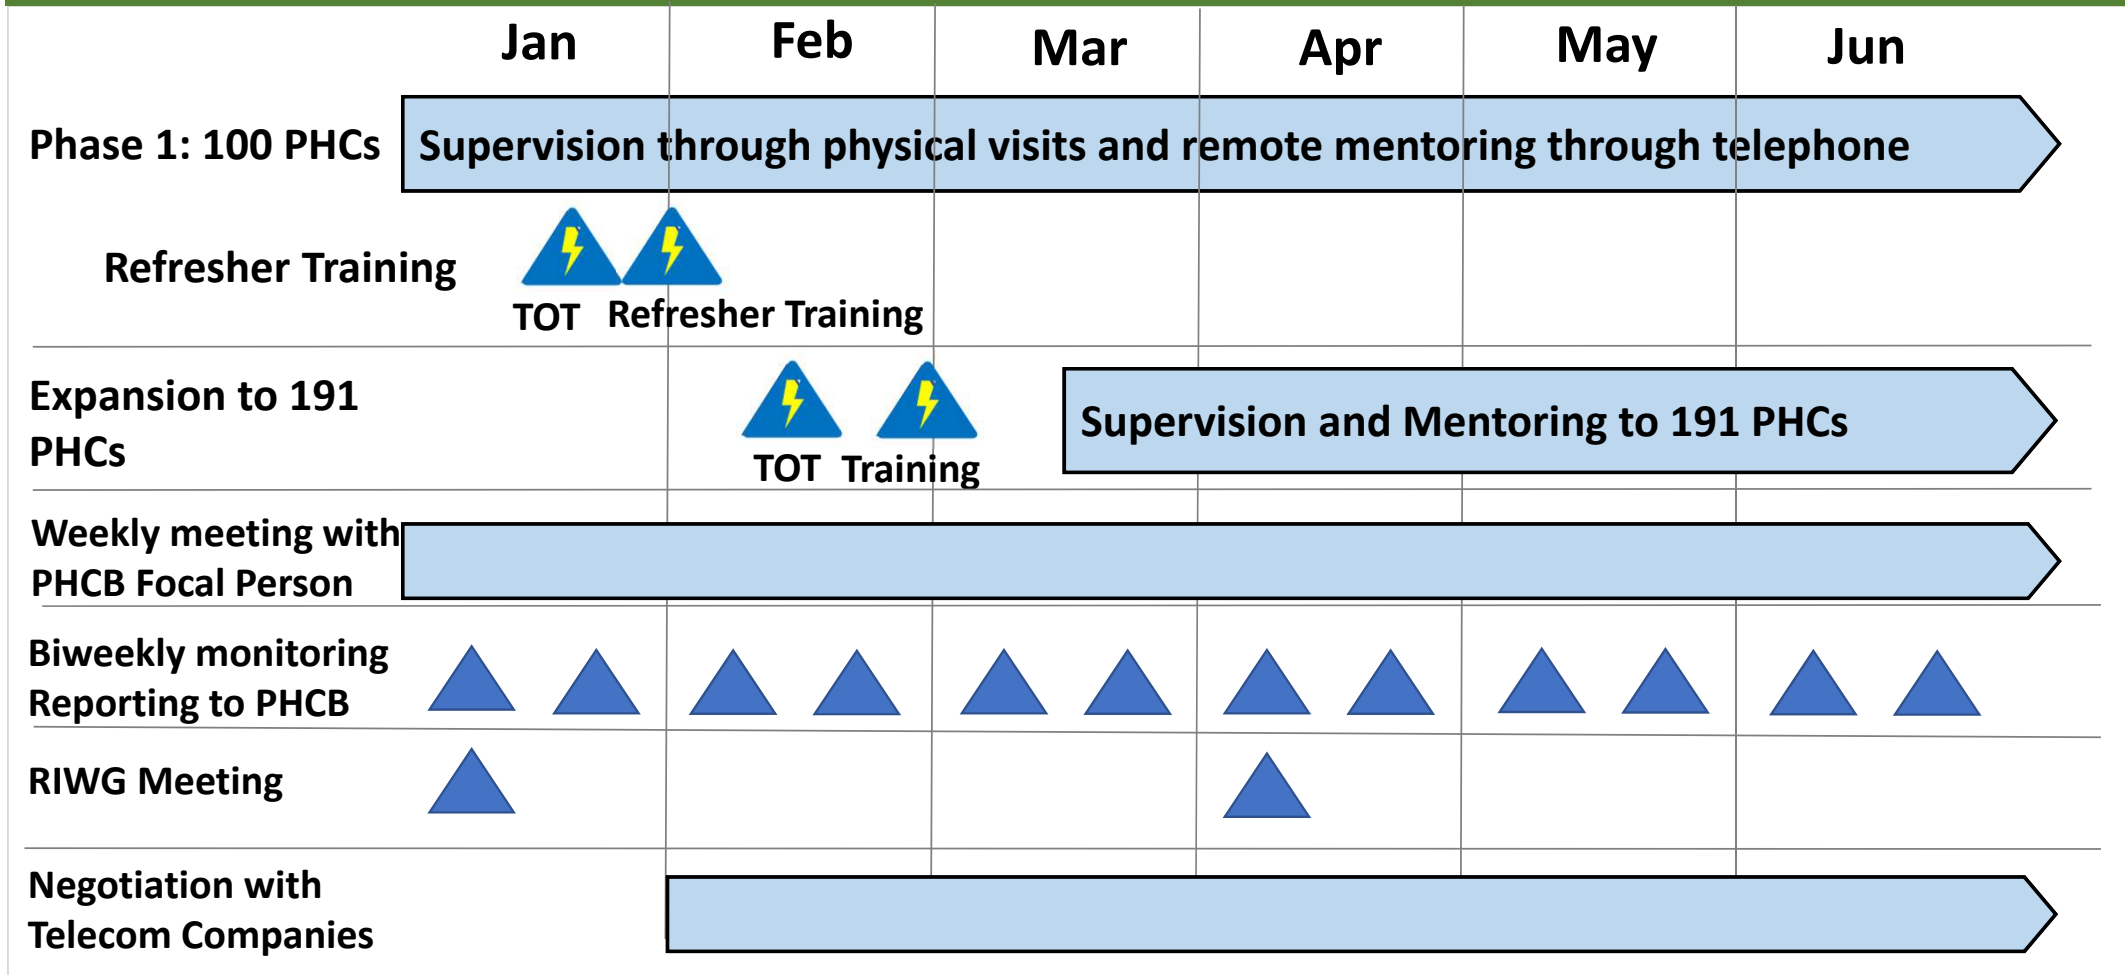 Jan Feb Mar Apr May Jun
Phase 1: 100 PHCs
Supervision through physical visits and remote mentoring through telephone
Refresher Training
TOT
Refresher Training
Expansion to 191
PHCs
TOT
Training
Supervision and Mentoring to 191 PHCs
Weekly meeting with
PHCB Focal Person
Biweekly monitoring
Reporting to PHCB
RIWG Meeting
Negotiation with
Telecom Companies